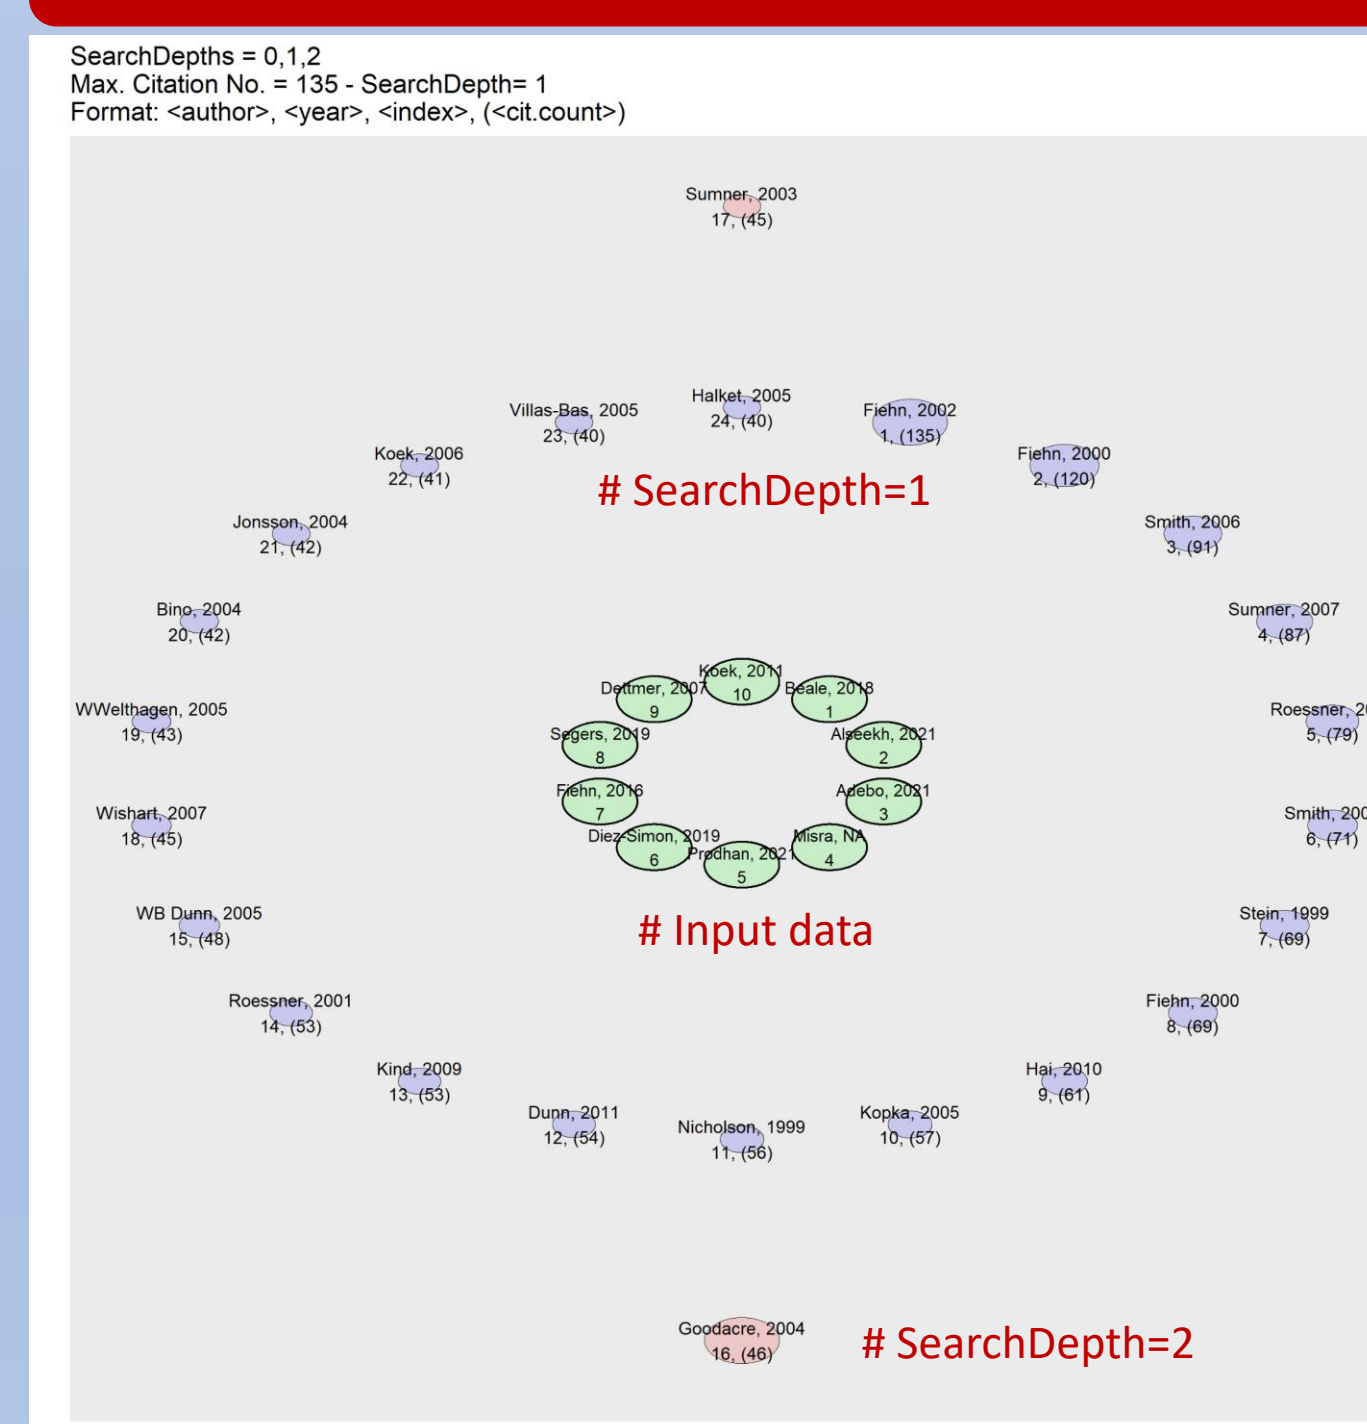 SearchDepths = 0,1,2
Max. Citation No. = 135 - SearchDepth= 1
Format: <author>, <year>, <index>, (<cit.count>)
Sumner, 2003
17, (45)
Halket, 2005
24, (40)
Villas-Bas, 2005
23, (40)
Fiehn, 2002
1, (135)
Koek, 2006
22, (41)
Fiehn, 2000
2, (120)
# SearchDepth=1
Jonsson, 2004
21, (42)
Smith, 2006
3, (91)
Bino, 2004
20, (42)
Sumner, 2007
4, (87)
Koek, 2011
10
Dettmer, 2007
9
Beale, 2018
1
WWelthagen, 2005
19, (43)
Roessner,
5, (79)
Segers, 2019
8
Alseekh, 2021
2
Fiehn, 2016
7
Adebo, 2021
3
Wishart, 2007
18, (45)
Smith,
6, (71)
Diez-Simon, 2019
6
Misra, NA
4
Prodhan, 2021
5
WB Dunn, 2005
15, (48)
# Input data
Stein, 1999
7, (69)
Roessner, 2001
14, (53)
Fiehn, 2000
8, (69)
Kind, 2009
13, (53)
Hai, 2010
9, (61)
Dunn, 2011
12, (54)
Nicholson, 1999
11, (56)
Kopka, 2005
10, (57)
Goodacre, 2004
16, (46)
# SearchDepth=2